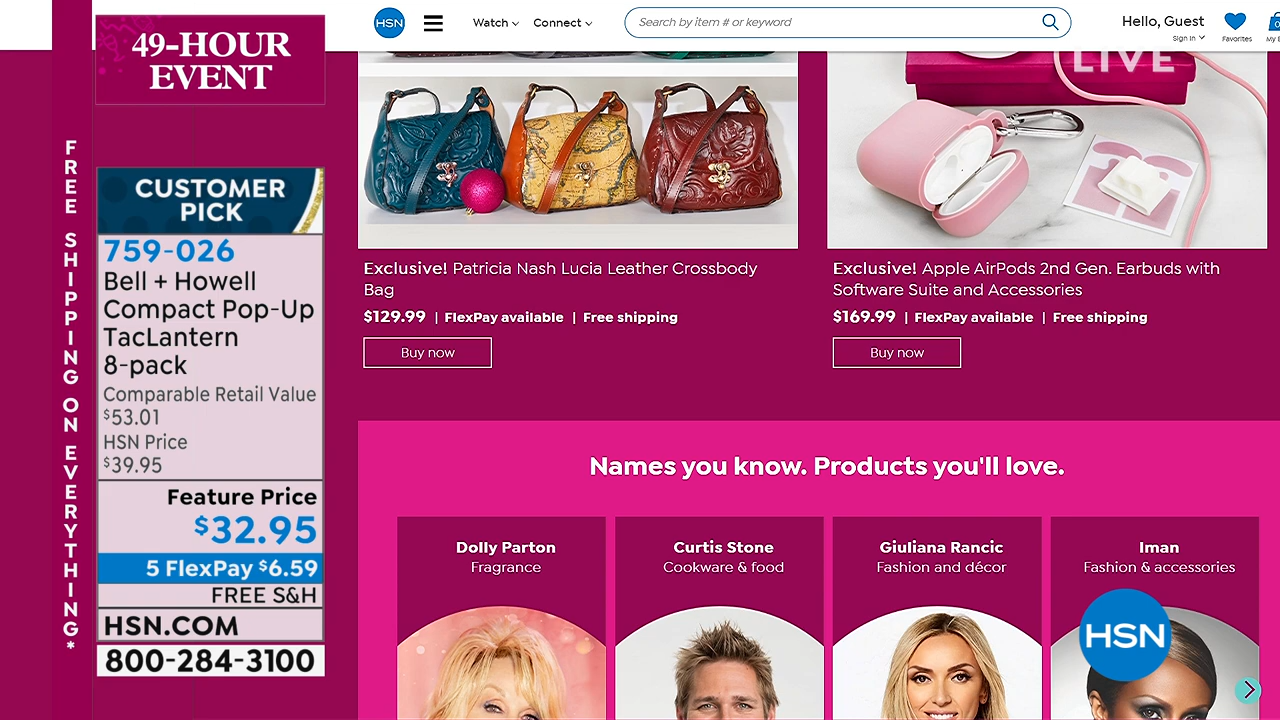 49-HOUR
EVENT
FREE SHIPPING ON EVERYTHING*
CUSTOMER
PICK
759-026
Bell + Howell
Compact Pop-Up
TacLantern
8-pack
Comparable Retail Value
$53.01
HSN Price
$39.95
Feature Price
$32.95
5 FlexPay $6.59
FREE S&H
HSN.COM
800-284-3100
HSN
Watch
Connect
Search by item # or keyword
Hello, Guest
Sign In
Favorites
My
0
LIVE
Exclusive! Patricia Nash Lucia Leather Crossbody
Bag
$129.99 | FlexPay available | Free shipping
Buy now
Exclusive! Apple AirPods 2nd Gen. Earbuds with
Software Suite and Accessories
$169.99 | FlexPay available | Free shipping
Buy now
Names you know. Products you'll love.
Dolly Parton
Fragrance
Curtis Stone
Cookware & food
Giuliana Rancic
Fashion and décor
Iman
Fashion & accessories
HSN